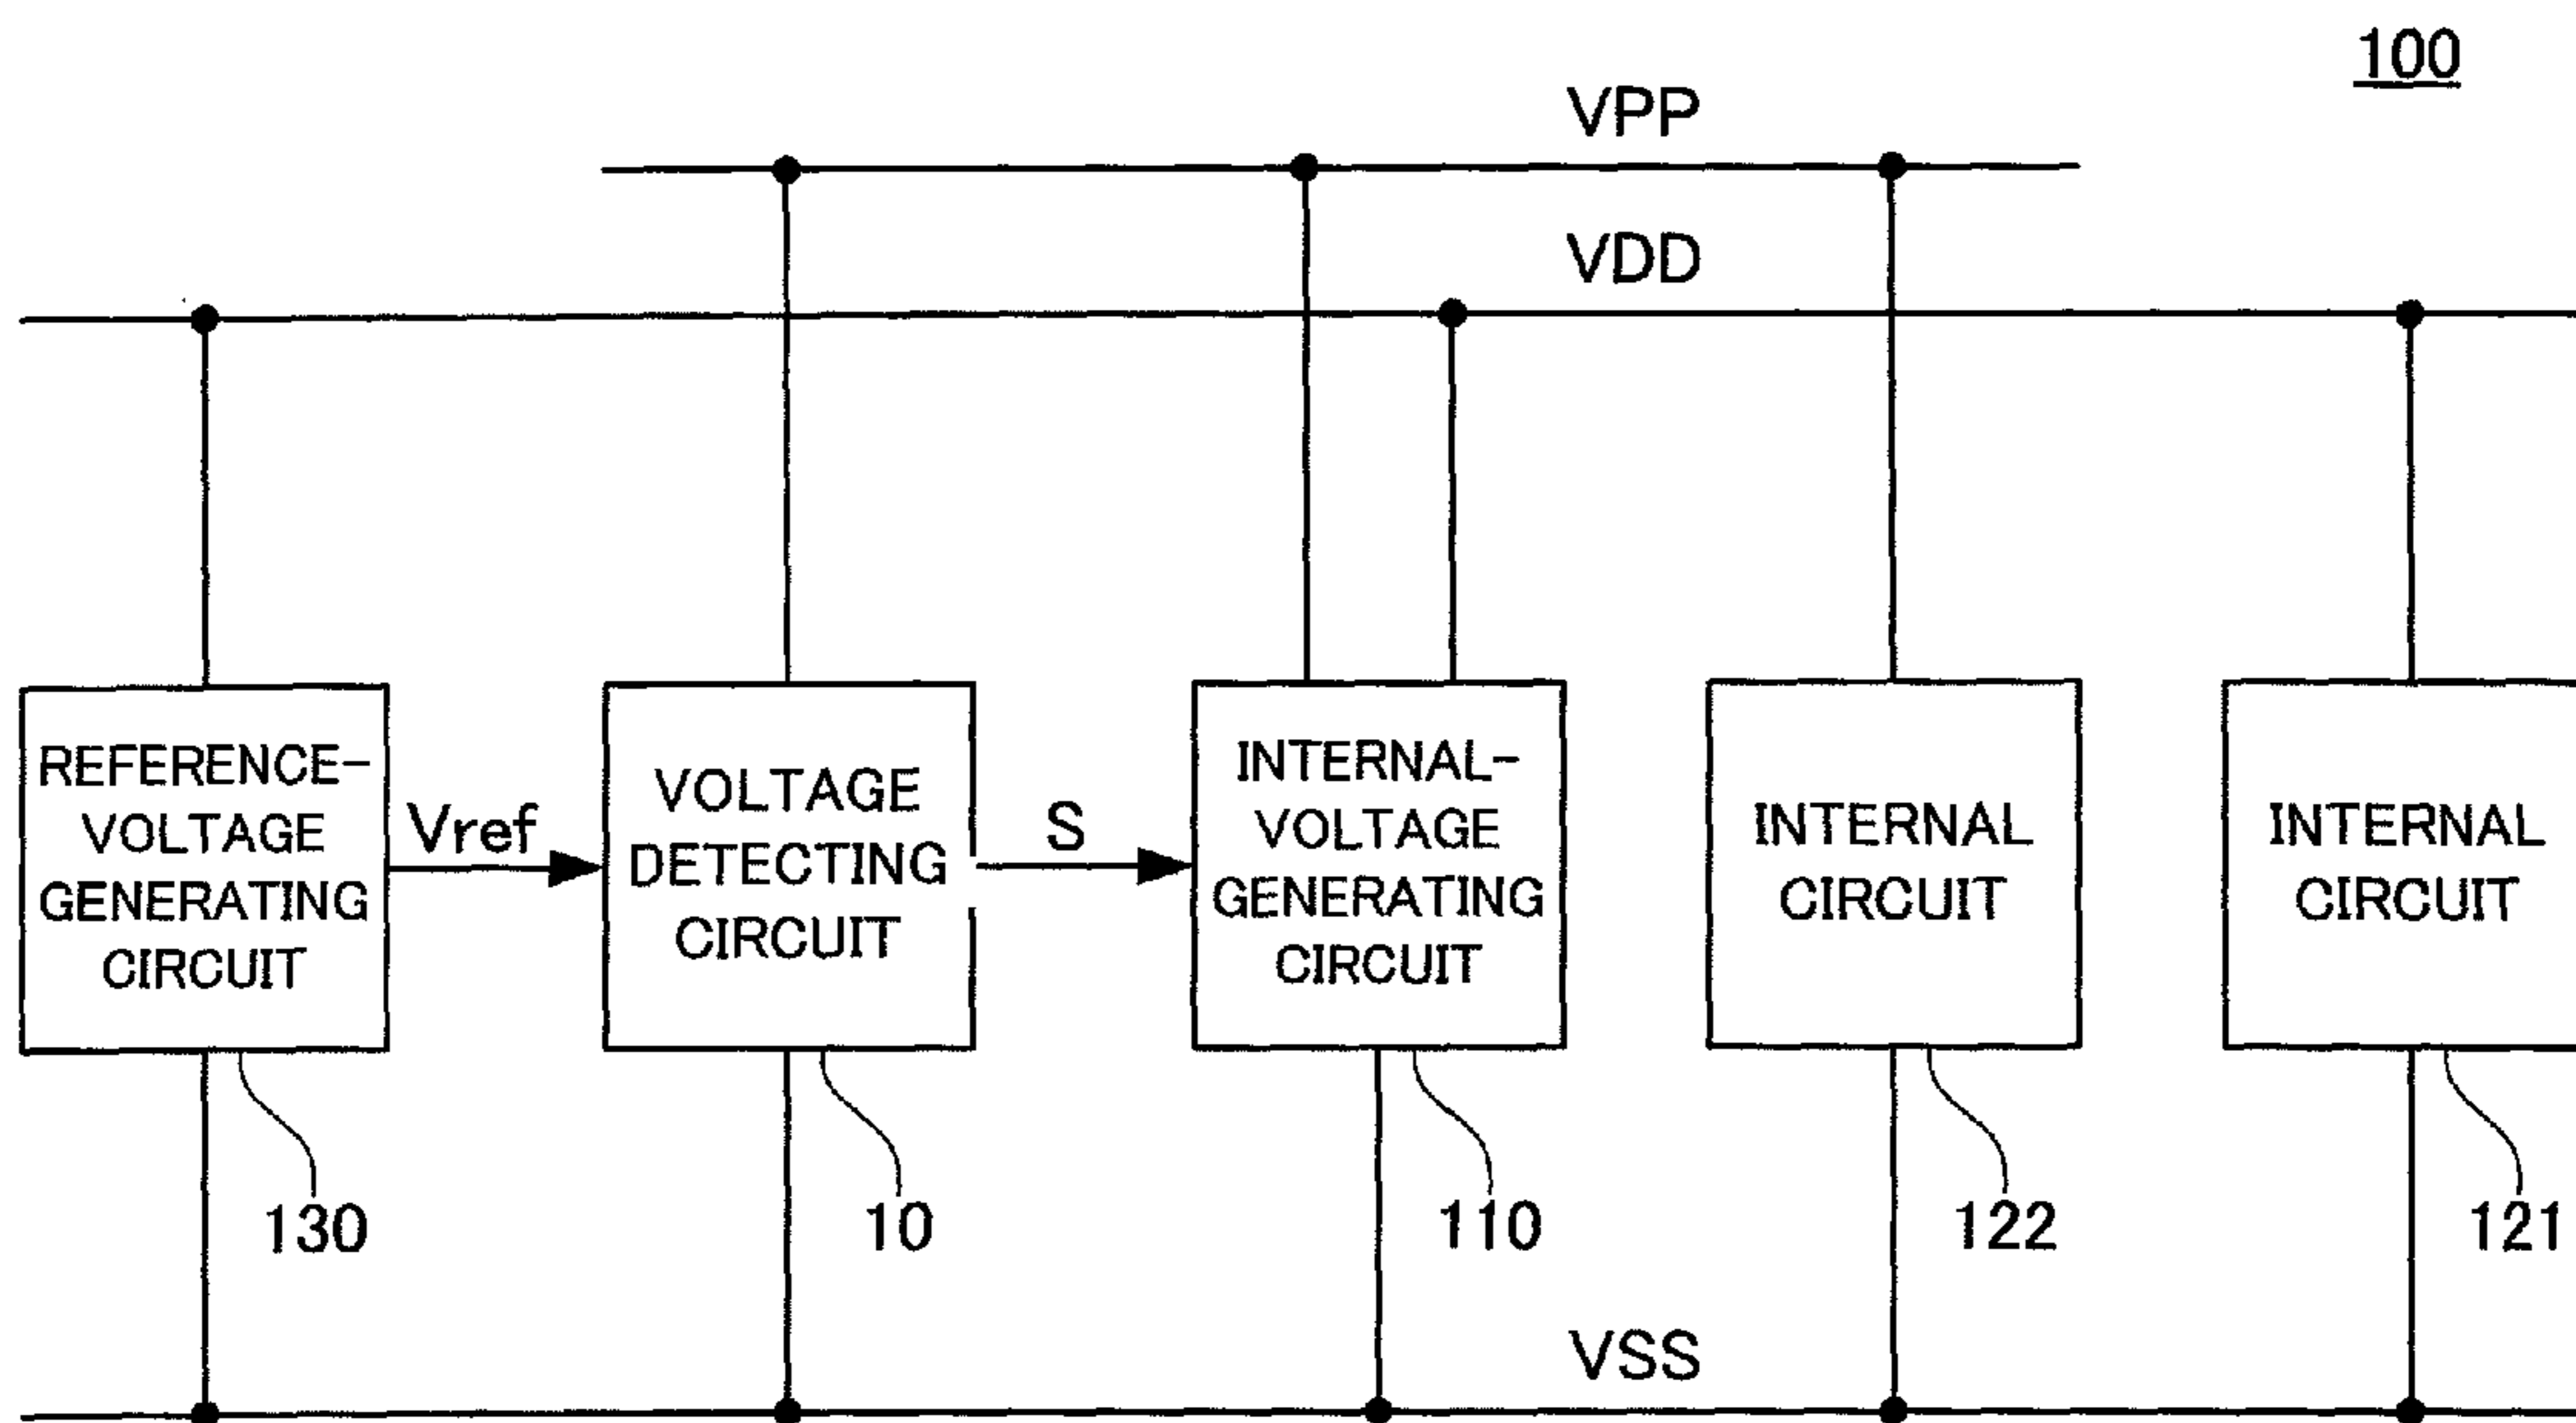 100
VPP
VDD
REFERENCE-
VOLTAGE
GENERATING
CIRCUIT
Vref
VOLTAGE
DETECTING
CIRCUIT
S
INTERNAL-
VOLTAGE
GENERATING
CIRCUIT
INTERNAL
CIRCUIT
INTERNAL
CIRCUIT
130
10
110
122
121
VSS